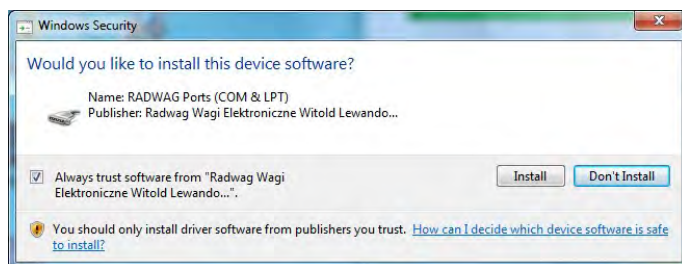 Windows Security
Would you like to install this device software?
Name: RADWAG Ports (COM & LPT)
Publisher: Radwag Wagi Elektroniczne Witold Lewando...
Always trust software from "Radwag Wagi
Elektroniczne Witold Lewando...".
Install
Don't Install
You should only install driver software from publishers you trust. How can I decide which device software is safe
to install?